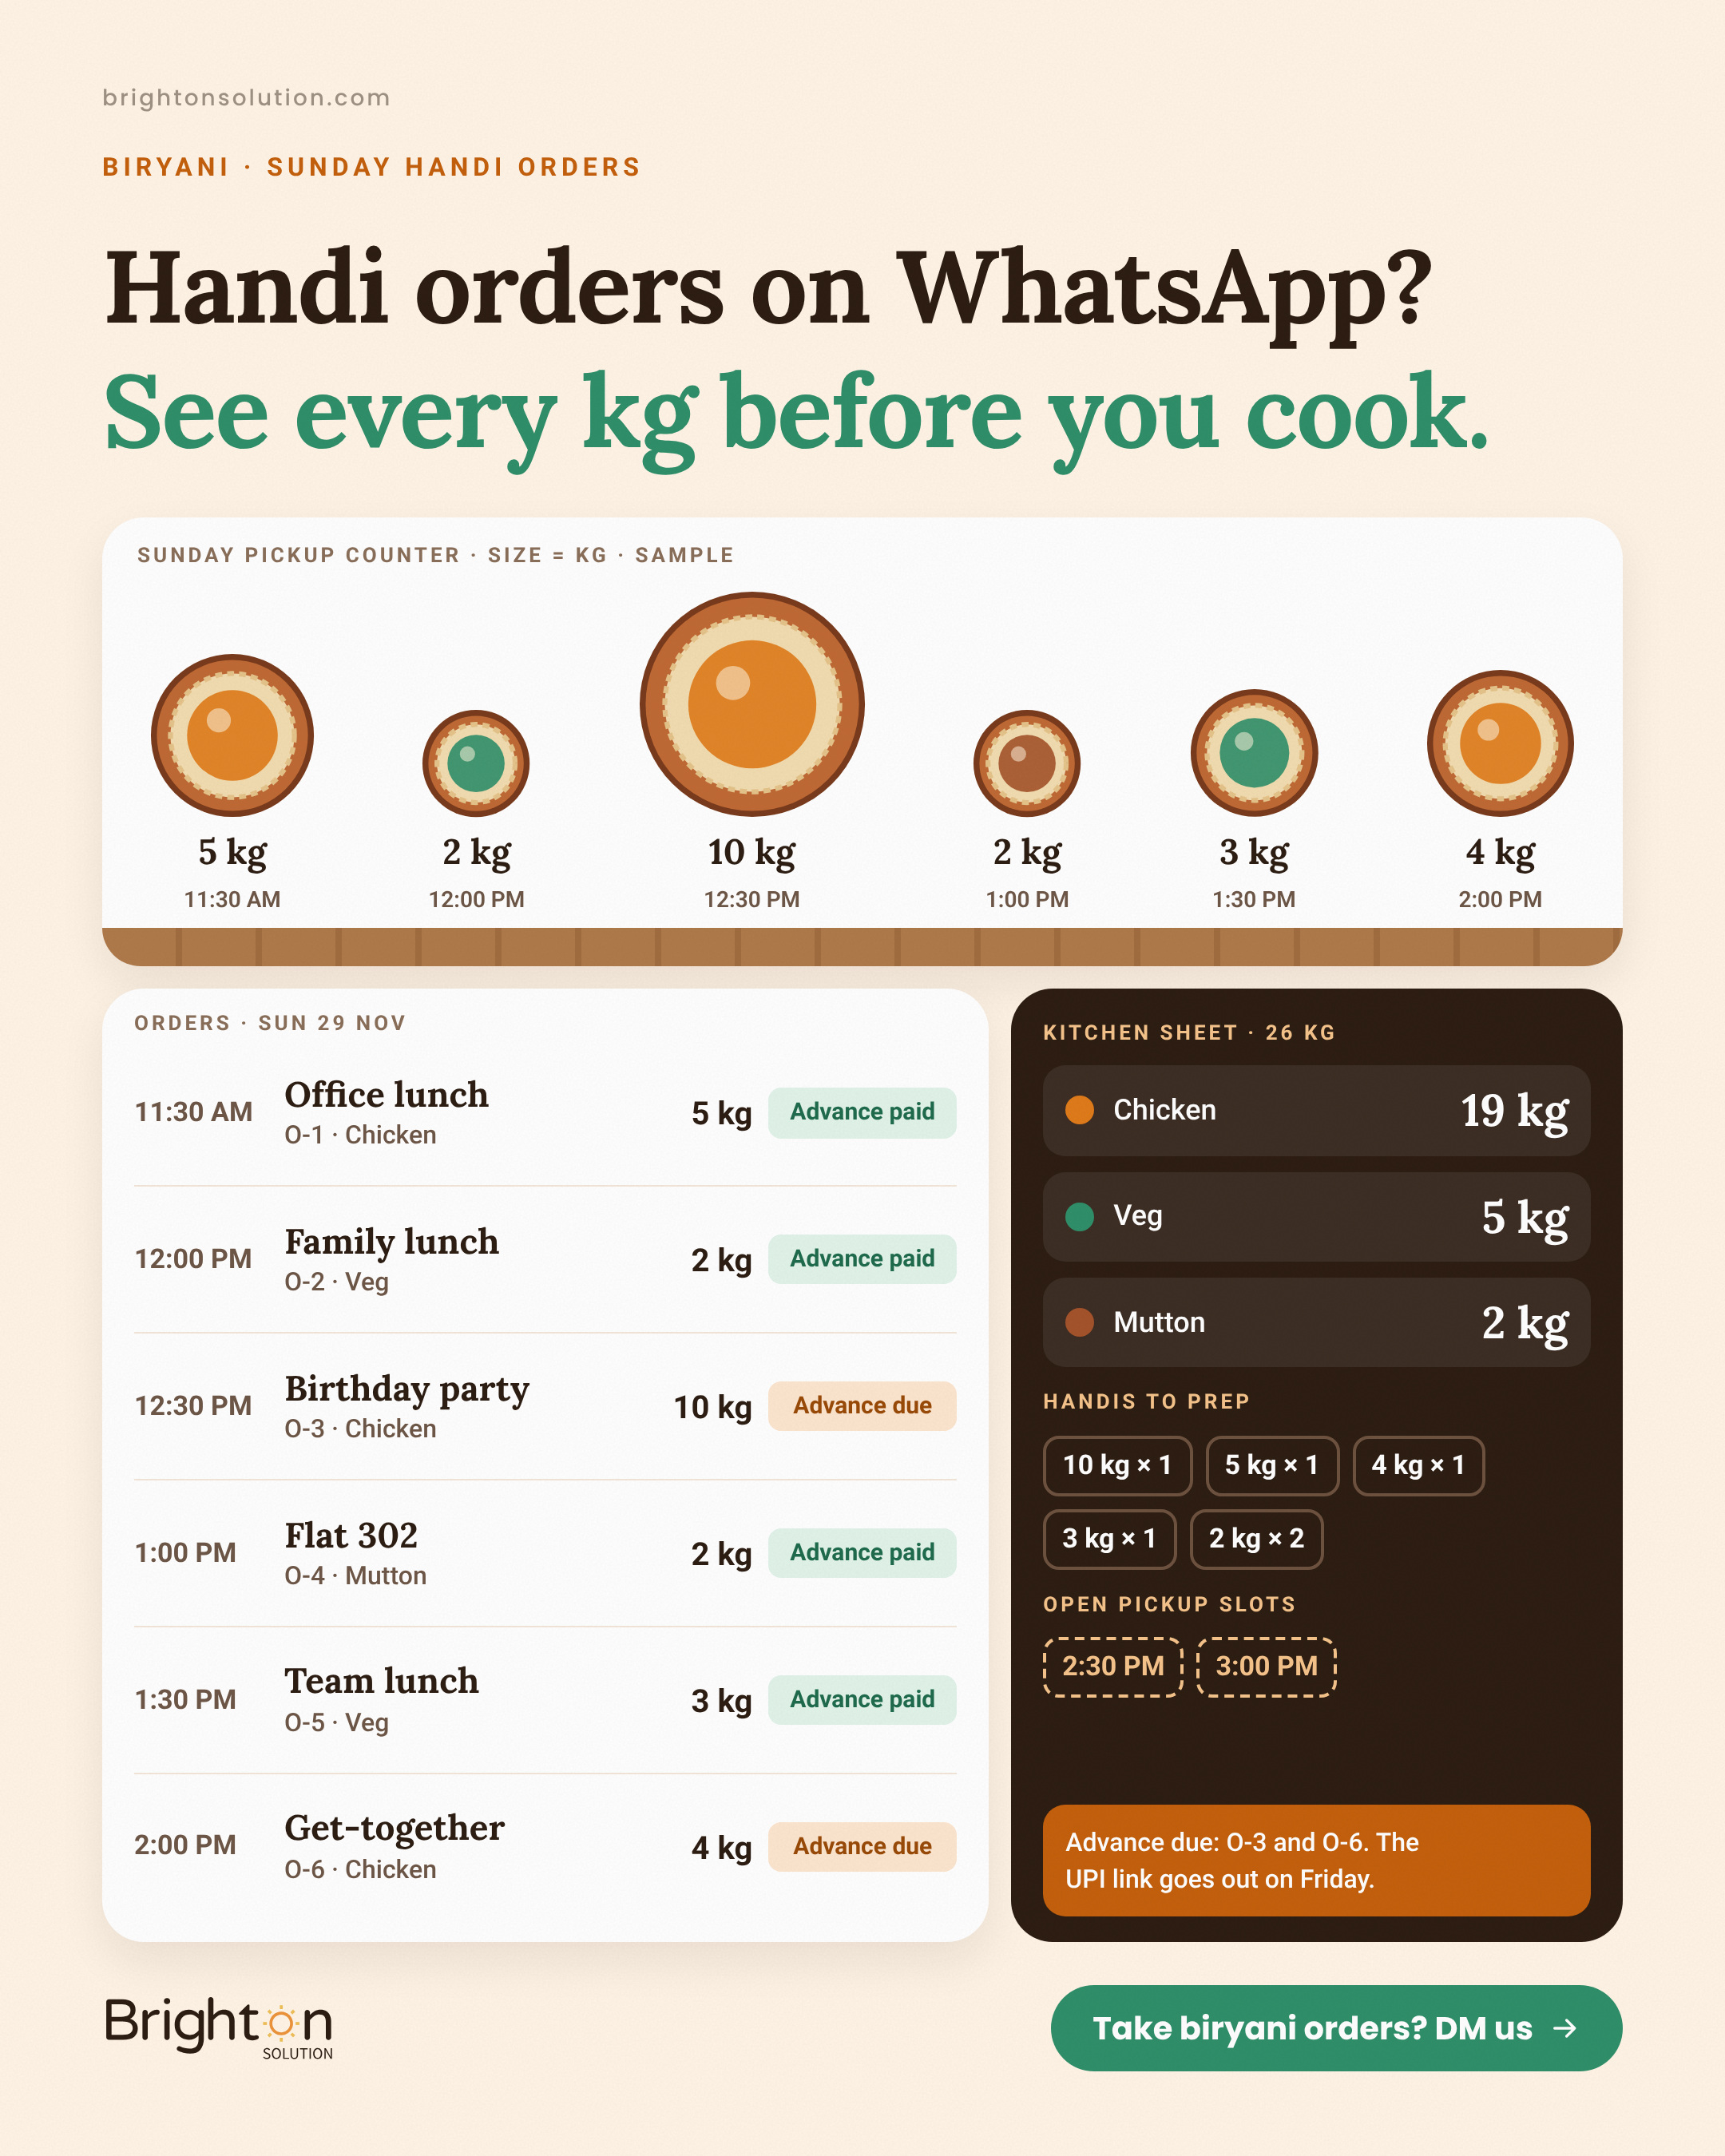 brightonsolution.com
BIRYANI · SUNDAY HANDI ORDERS
Handi orders on WhatsApp?
See every kg before you cook.
SUNDAY PICKUP COUNTER · SIZE = KG · SAMPLE
5 kg 2 kg 10 kg 2 kg 3 kg 4 kg
11:30 AM 12:00 PM 12:30 PM 1:00 PM 1:30 PM 2:00 PM
ORDERS · SUN 29 NOV
11:30 AM Office lunch 5 kg Advance paid
O-1 · Chicken
12:00 PM Family lunch 2 kg Advance paid
O-2 · Veg
12:30 PM Birthday party 10 kg Advance due
O-3 · Chicken
1:00 PM Flat 302 2 kg Advance paid
O-4 · Mutton
1:30 PM Team lunch 3 kg Advance paid
O-5 · Veg
2:00 PM Get-together 4 kg Advance due
O-6 · Chicken
KITCHEN SHEET · 26 KG
Chicken 19 kg
Veg 5 kg
Mutton 2 kg
HANDIS TO PREP
10 kg × 1 5 kg × 1 4 kg × 1
3 kg × 1 2 kg × 2
OPEN PICKUP SLOTS
2:30 PM 3:00 PM
Advance due: O-3 and O-6. The
UPI link goes out on Friday.
Brighton
SOLUTION
Take biryani orders? DM us →